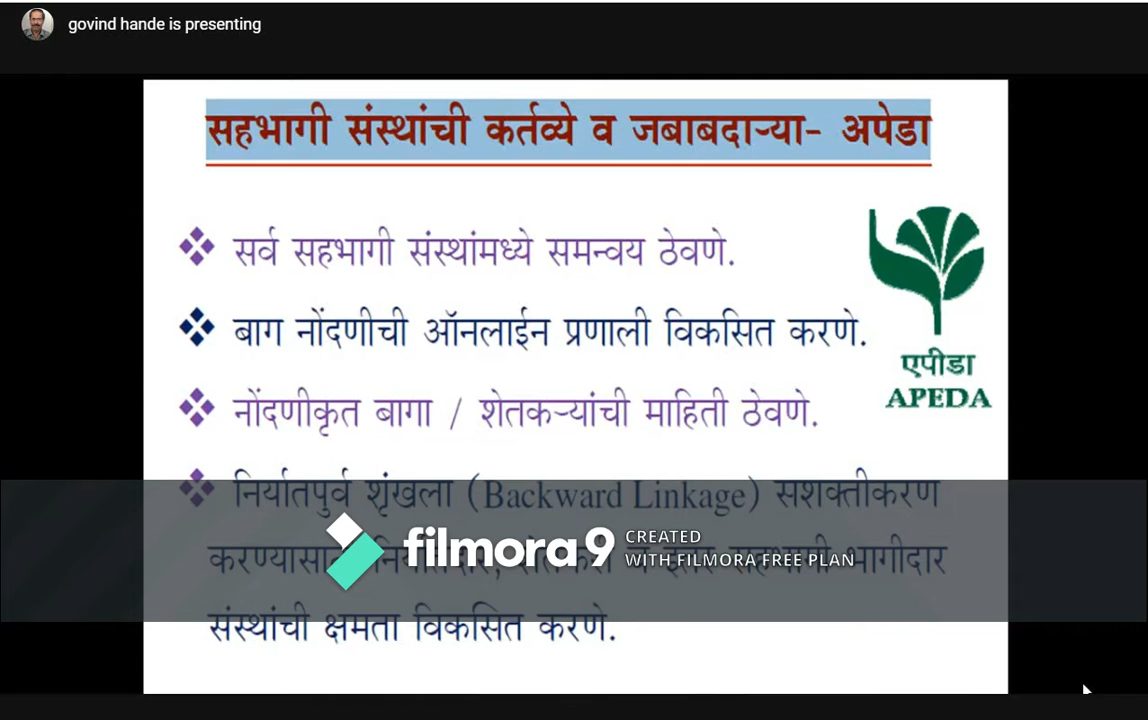 govind hande is presenting
सहभागी संस्थांची कर्तव्ये व जबाबदाऱ्या- अपेडा
सर्व सहभागी संस्थांमध्ये समन्वय ठेवणे.
बाग नोंदणीची ऑनलाईन प्रणाली विकसित करणे.
एपीडा
APEDA
नोंदणीकृत बागा / शेतकऱ्यांची माहिती ठेवणे.
निर्यातपुर्व शृंखला (Backward Linkage) सशक्तीकरण
filmora9
CREATED
WITH FILMORA FREE PLAN
भागीदार
संस्थांची क्षमता विकसित करणे.